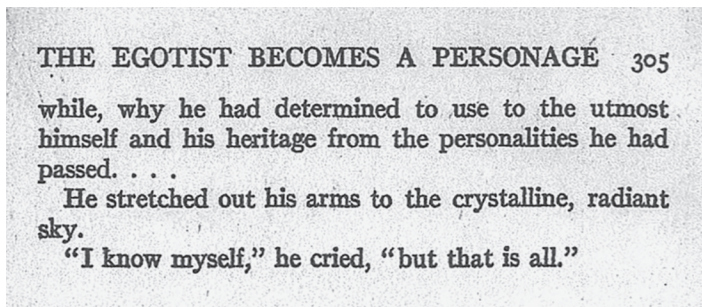 THE EGOTIST BECOMES A PERSONAGE 305
while, why he had determined to use to the utmost
himself and his heritage from the personalities he had
passed. . . .
He stretched out his arms to the crystalline, radiant
sky.
“I know myself,” he cried, “but that is all.”